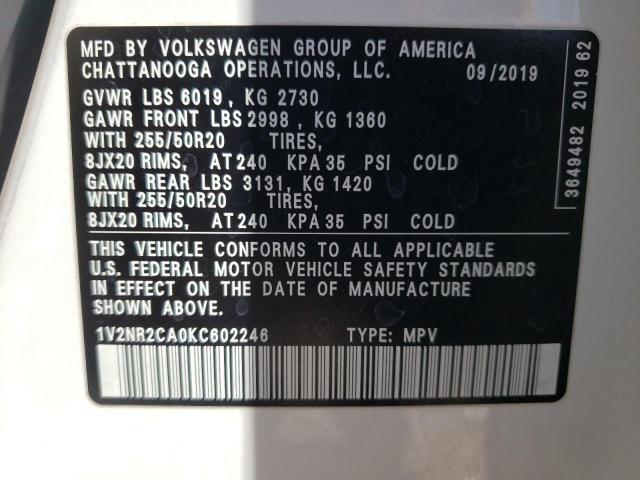 MFD BY VOLKSWAGEN GROUP OF AMERICA
CHATTANOOGA OPERATIONS, LLC. 09/2019
GVWR LBS 6019, KG 2730
GAWR FRONT LBS 2998, KG 1360
WITH 255/50R20 TIRES,
8JX20 RIMS, AT 240 KPA 35 PSI COLD
GAWR REAR LBS 3131, KG 1420
WITH 255/50R20 TIRES,
8JX20 RIMS, AT 240 KPA 35 PSI COLD
THIS VEHICLE CONFORMS TO ALL APPLICABLE
U.S. FEDERAL MOTOR VEHICLE SAFETY STANDARDS
IN EFFECT ON THE DATE OF MANUFACTURE
SHOWN ABOVE.
1V2NR2CA0KC602246 TYPE: MPV
3649482 2019 62